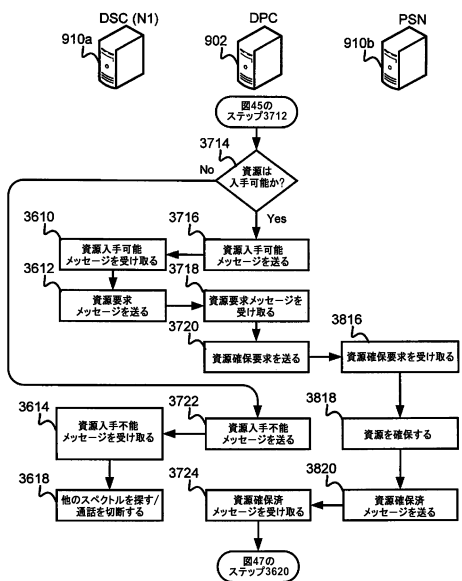 DSC (N1)
DPC
PSN
910a
902
910b
図45の
ステップ3712
3714
資源は
入手可能か?
No
Yes
3610
資源入手可能
メッセージを受け取る
3716
資源入手可能
メッセージを送る
3612
資源要求
メッセージを送る
3718
資源要求メッセージを
受け取る
3720
資源確保要求を送る
3816
資源確保要求を受け取る
3818
資源を確保する
3614
資源入手不能
メッセージを受け取る
3722
資源入手不能
メッセージを送る
3618
他のスペクトルを探す/
通話を切断する
3724
資源確保済
メッセージを受け取る
3820
資源確保済
メッセージを送る
図47の
ステップ3620